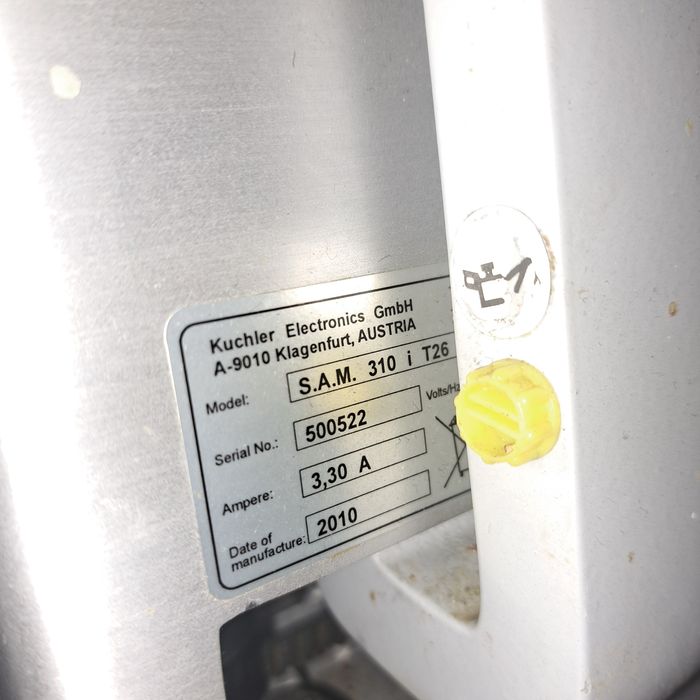 Kuchler Electronics GmbH
A-9010 Klagenfurt, AUSTRIA
Model: S.A.M. 310 i T26
Serial No.: 500522
Ampere: 3,30 A
Date of
manufacture: 2010